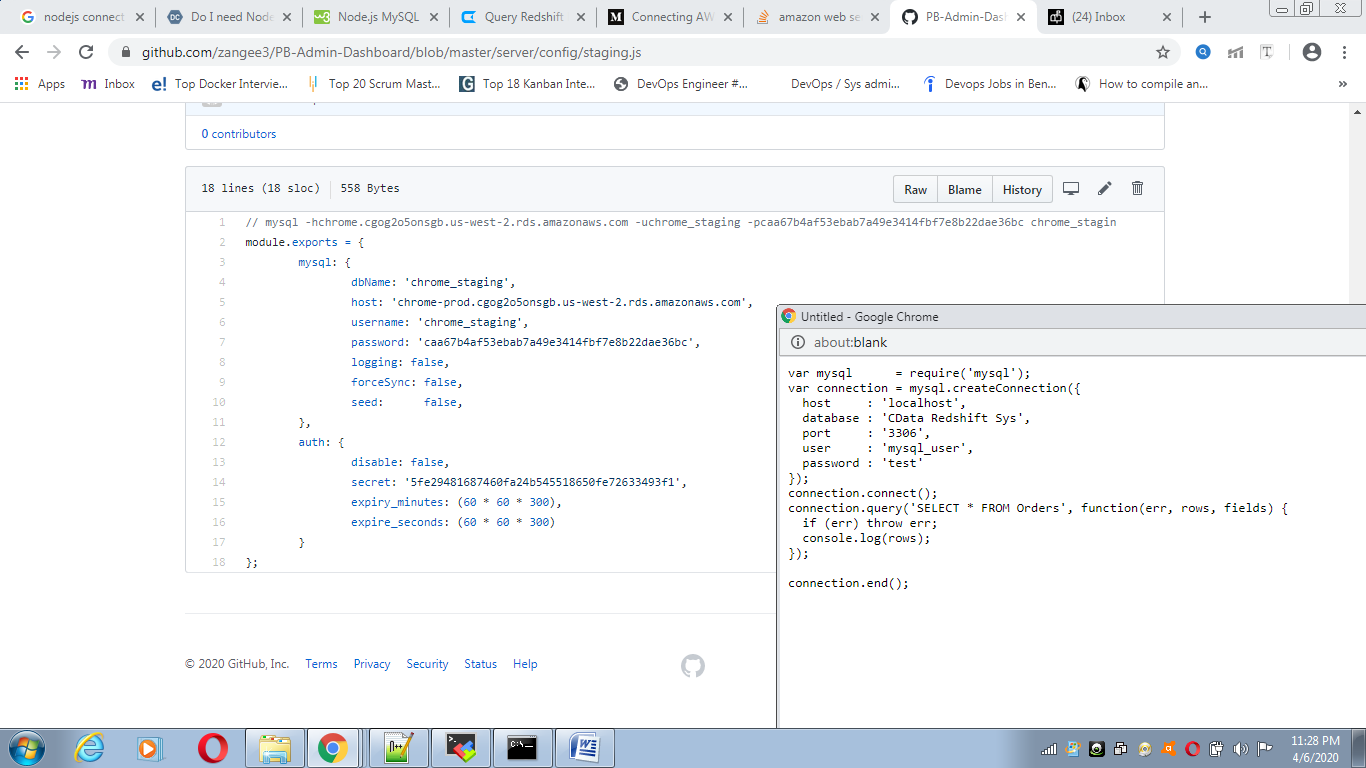 nodejs connect
Do I need Node
Node.js MySQL
Query Redshift
Connecting AW
amazon web se
PB-Admin-Dash
(24) Inbox
github.com/zangee3/PB-Admin-Dashboard/blob/master/server/config/staging.js
Apps
Inbox
Top Docker Intervie...
Top 20 Scrum Mast...
Top 18 Kanban Inte...
DevOps Engineer #...
DevOps / Sys admi...
Devops Jobs in Ben...
How to compile an...
»
0 contributors
18 lines (18 sloc) 558 Bytes
Raw Blame History
1 // mysql -hchrome.cgog2o5onsgb.us-west-2.rds.amazonaws.com -uchrome_staging -pcaa67b4af53ebab7a49e3414fbf7e8b22dae36bc chrome_stagin
2 module.exports = {
3 mysql: {
4 dbName: 'chrome_staging',
5 host: 'chrome-prod.cgog2o5onsgb.us-west-2.rds.amazonaws.com',
6 username: 'chrome_staging',
7 password: 'caa67b4af53ebab7a49e3414fbf7e8b22dae36bc',
8 logging: false,
9 forceSync: false,
10 seed: false,
11 },
12 auth: {
13 disable: false,
14 secret: '5fe29481687460fa24b545518650fe72633493f1',
15 expiry_minutes: (60 * 60 * 300),
16 expire_seconds: (60 * 60 * 300)
17 }
18 };
Untitled - Google Chrome
about:blank
var mysql = require('mysql');
var connection = mysql.createConnection({
host : 'localhost',
database : 'CData Redshift Sys',
port : '3306',
user : 'mysql_user',
password : 'test'
});
connection.connect();
connection.query('SELECT * FROM Orders', function(err, rows, fields) {
if (err) throw err;
console.log(rows);
});
connection.end();
© 2020 GitHub, Inc. Terms Privacy Security Status Help
11:28 PM
4/6/2020